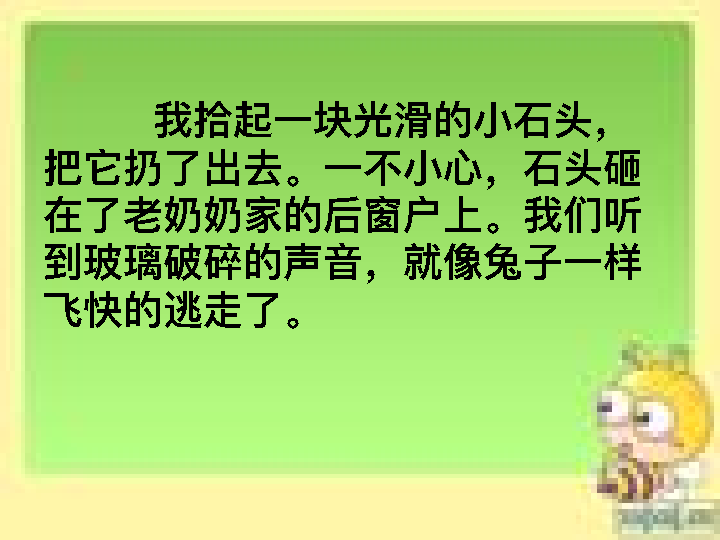 我拾起一块光滑的小石头，
把它扔了出去。一不小心，石头砸
在了老奶奶家的后窗户上。我们听
到玻璃破碎的声音，就像兔子一样
飞快的逃走了。